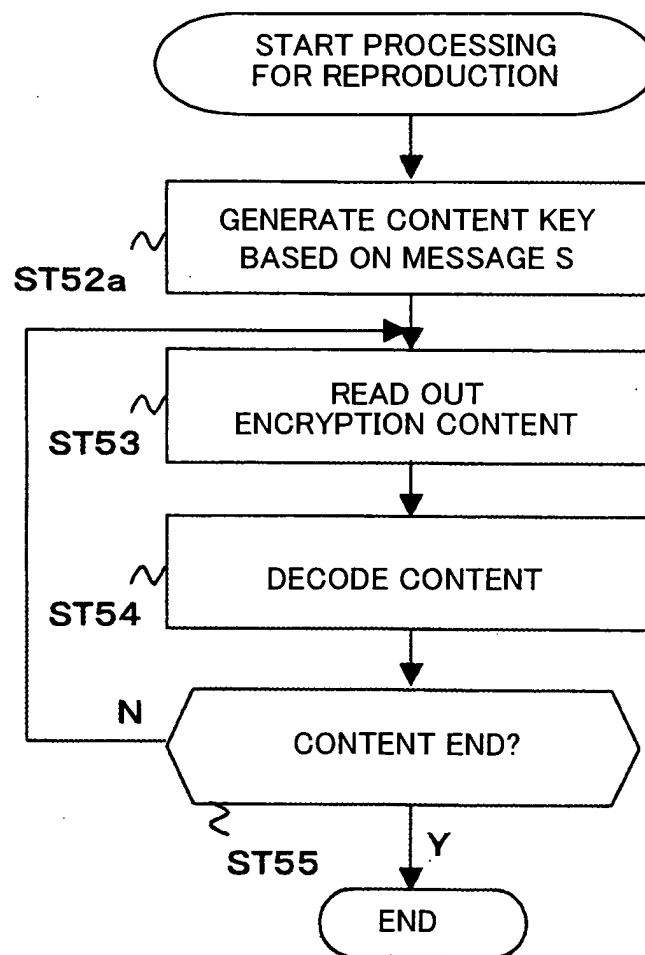 START PROCESSING
FOR REPRODUCTION
GENERATE CONTENT KEY
BASED ON MESSAGE S
ST52a
READ OUT
ENCRYPTION CONTENT
ST53
DECODE CONTENT
ST54
N
CONTENT END?
ST55
Y
END